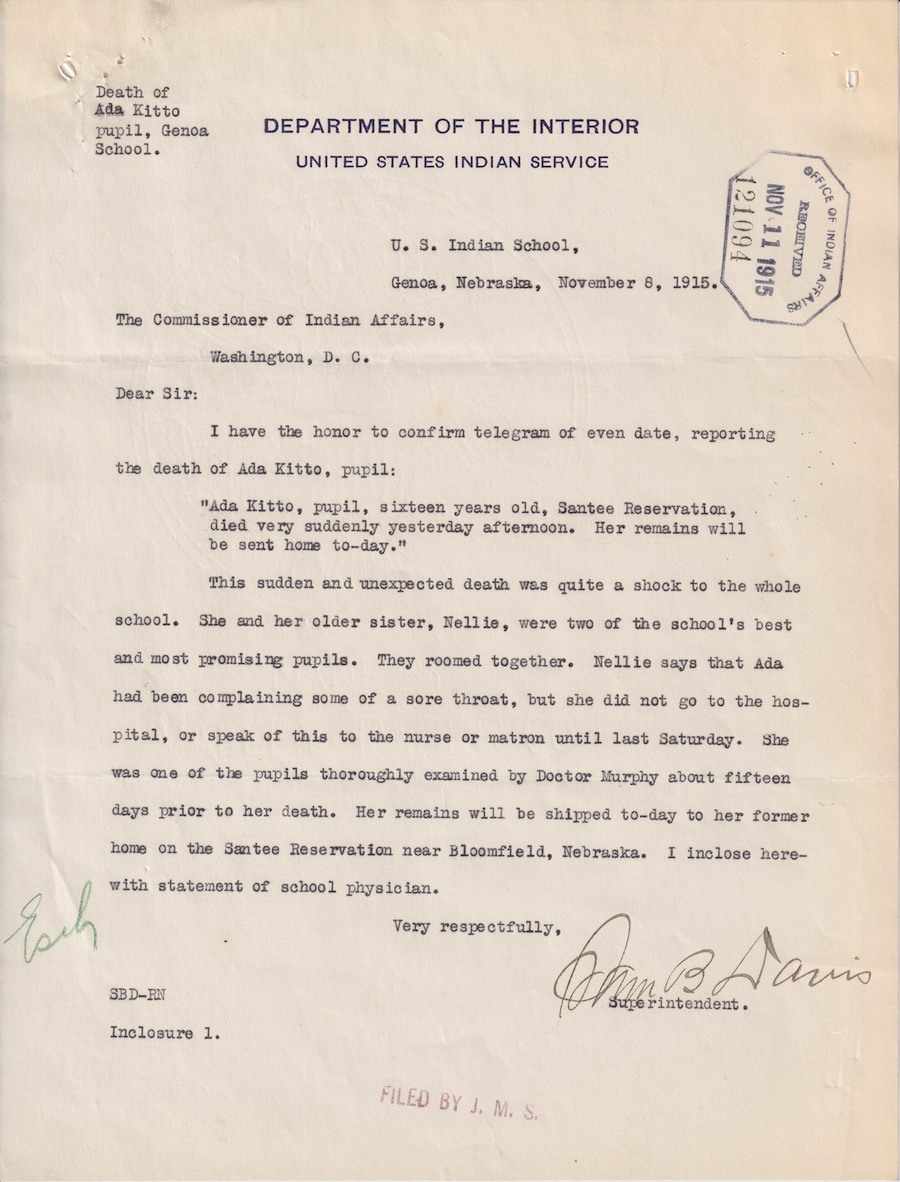 Death of
Ada Kitto
pupil, Genoa
School.
DEPARTMENT OF THE INTERIOR
UNITED STATES INDIAN SERVICE
OFFICE OF INDIAN AFFAIRS
RECEIVED
NOV 11 1915
121094
U. S. Indian School,
Genoa, Nebraska, November 8, 1915.
The Commissioner of Indian Affairs,
Washington, D. C.
Dear Sir:
I have the honor to confirm telegram of even date, reporting
the death of Ada Kitto, pupil:
"Ada Kitto, pupil, sixteen years old, Santee Reservation,
died very suddenly yesterday afternoon. Her remains will
be sent home to-day."
This sudden and unexpected death was quite a shock to the whole
school. She and her older sister, Nellie, were two of the school's best
and most promising pupils. They roomed together. Nellie says that Ada
had been complaining some of a sore throat, but she did not go to the hos-
pital, or speak of this to the nurse or matron until last Saturday. She
was one of the pupils thoroughly examined by Doctor Murphy about fifteen
days prior to her death. Her remains will be shipped to-day to her former
home on the Santee Reservation near Bloomfield, Nebraska. I inclose here-
with statement of school physician.
Very respectfully,
Sam B Davis
Superintendent.
SBD-RN
Inclosure 1.
FILED BY J. M. S.